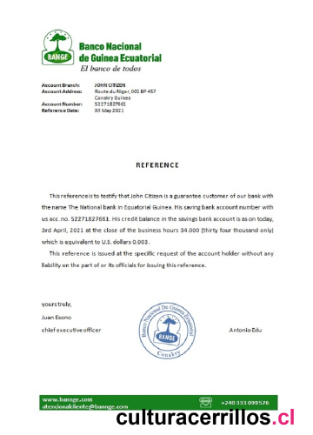 Banco Nacional
de Guinea Ecuatorial
El banco de todos
BANGE
Account Branch: JOHN CITIZEN
Account Address: Route du Niger, 001 BP 457
Conakry Guinea
Account Number: 52271827661
Reference Date: 03 May 2021
REFERENCE
This reference is to testify that John Citizen is a guarantee customer of our bank with
the name The National bank in Equatorial Guinea. His saving bank account number with
us acc. no. 52271827661. His credit balance in the savings bank account is as on today,
3rd April, 2021 at the close of the business hours 34.000 (thirty four thousand only)
which is equivalent to U.S. dollars 0.003.
This reference is issued at the specific request of the account holder without any
liability on the part of or its officials for issuing this reference.
yours truly,
Juan Esono
chief executive officer
Antonio Edu
Banco Nacional De Guinea Ecuatorial
BANGE
Conakry
www.bannge.com
atencionalcliente@bannge.com
+240 333 099 576
culturacerrillos.cl